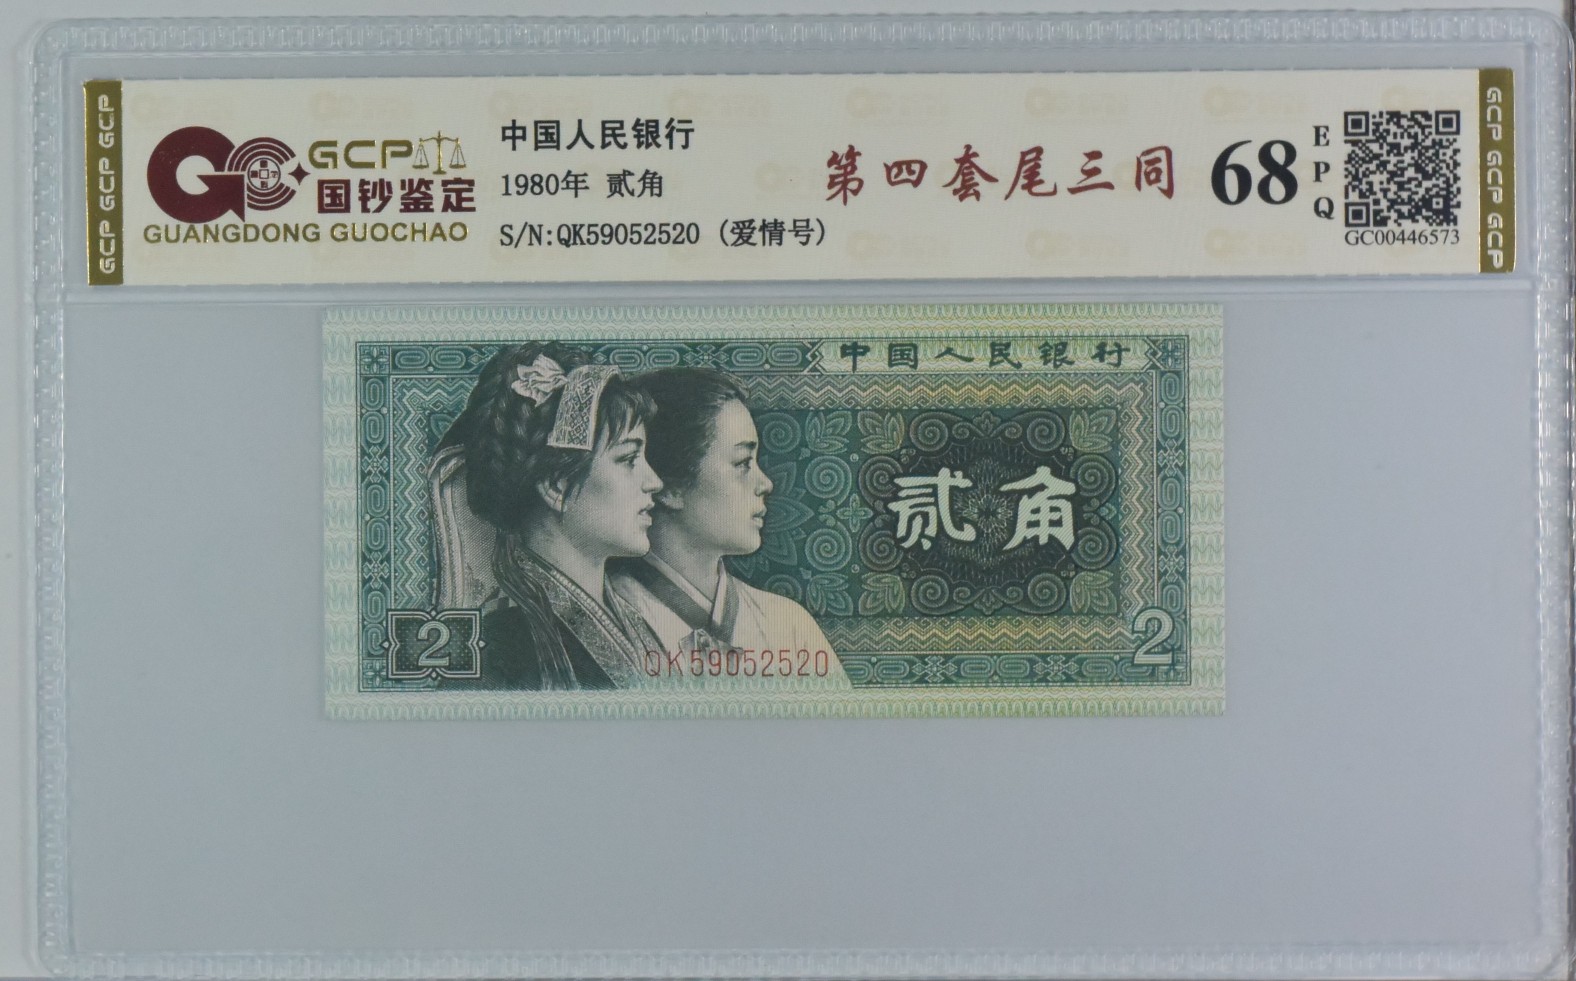 GCP GCP GCP
GCP
国钞鉴定
GUANGDONG GUOCHAO
中国人民银行
1980年 贰角
S/N:QK59052520 (爱情号)
第四套尾三同
68
EPQ
GC00446573
GCP GCP GCP
中国人民银行
贰角
2
2
QK59052520